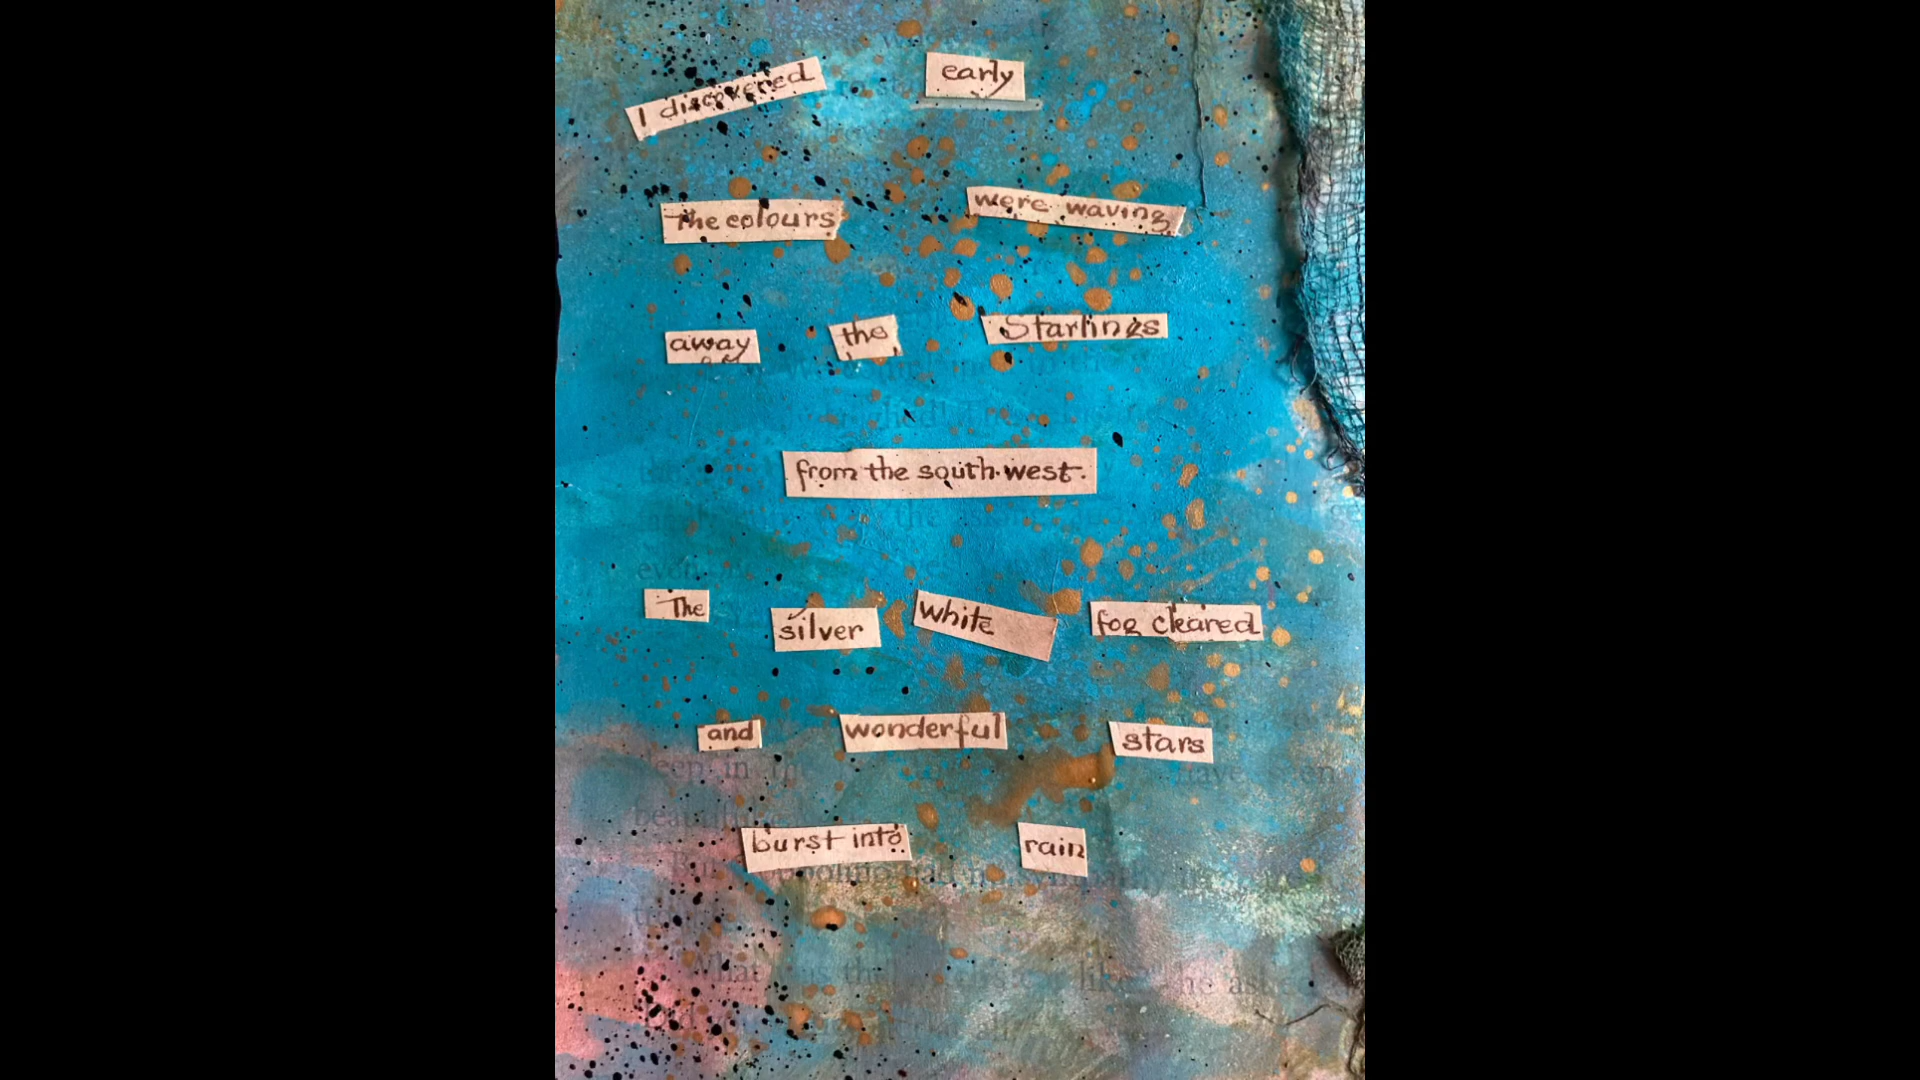 I discovered early
The colours were waving
away the Starlings
from the south-west.
The silver white fog cleared
and wonderful stars
burst into rain